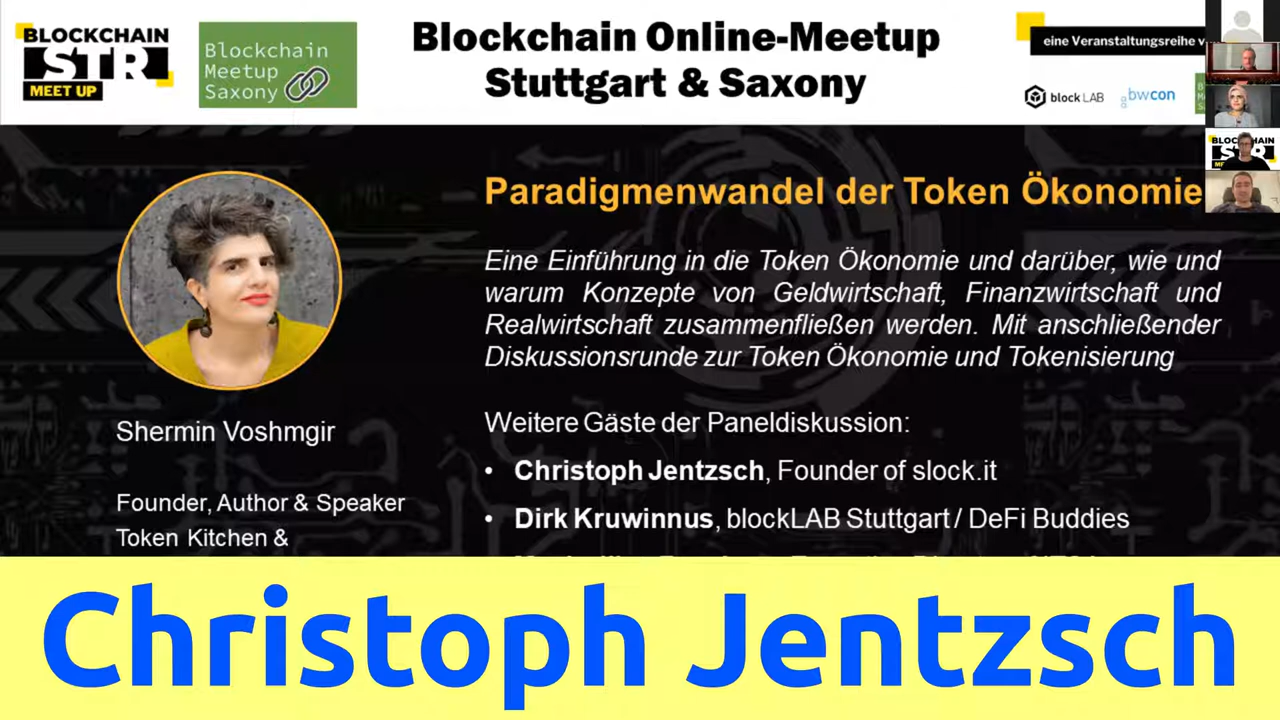 BLOCKCHAIN
STR
MEET UP
Blockchain
Meetup
Saxony
Blockchain Online-Meetup
Stuttgart & Saxony
eine Veranstaltungsreihe v
block LAB
bwcon
Paradigmenwandel der Token Ökonomie
Eine Einführung in die Token Ökonomie und darüber, wie und
warum Konzepte von Geldwirtschaft, Finanzwirtschaft und
Realwirtschaft zusammenfließen werden. Mit anschließender
Diskussionsrunde zur Token Ökonomie und Tokenisierung
Shermin Voshmgir
Founder, Author & Speaker
Token Kitchen &
Weitere Gäste der Paneldiskussion:
• Christoph Jentzsch, Founder of slock.it
• Dirk Kruwinnus, blockLAB Stuttgart / DeFi Buddies
Christoph Jentzsch